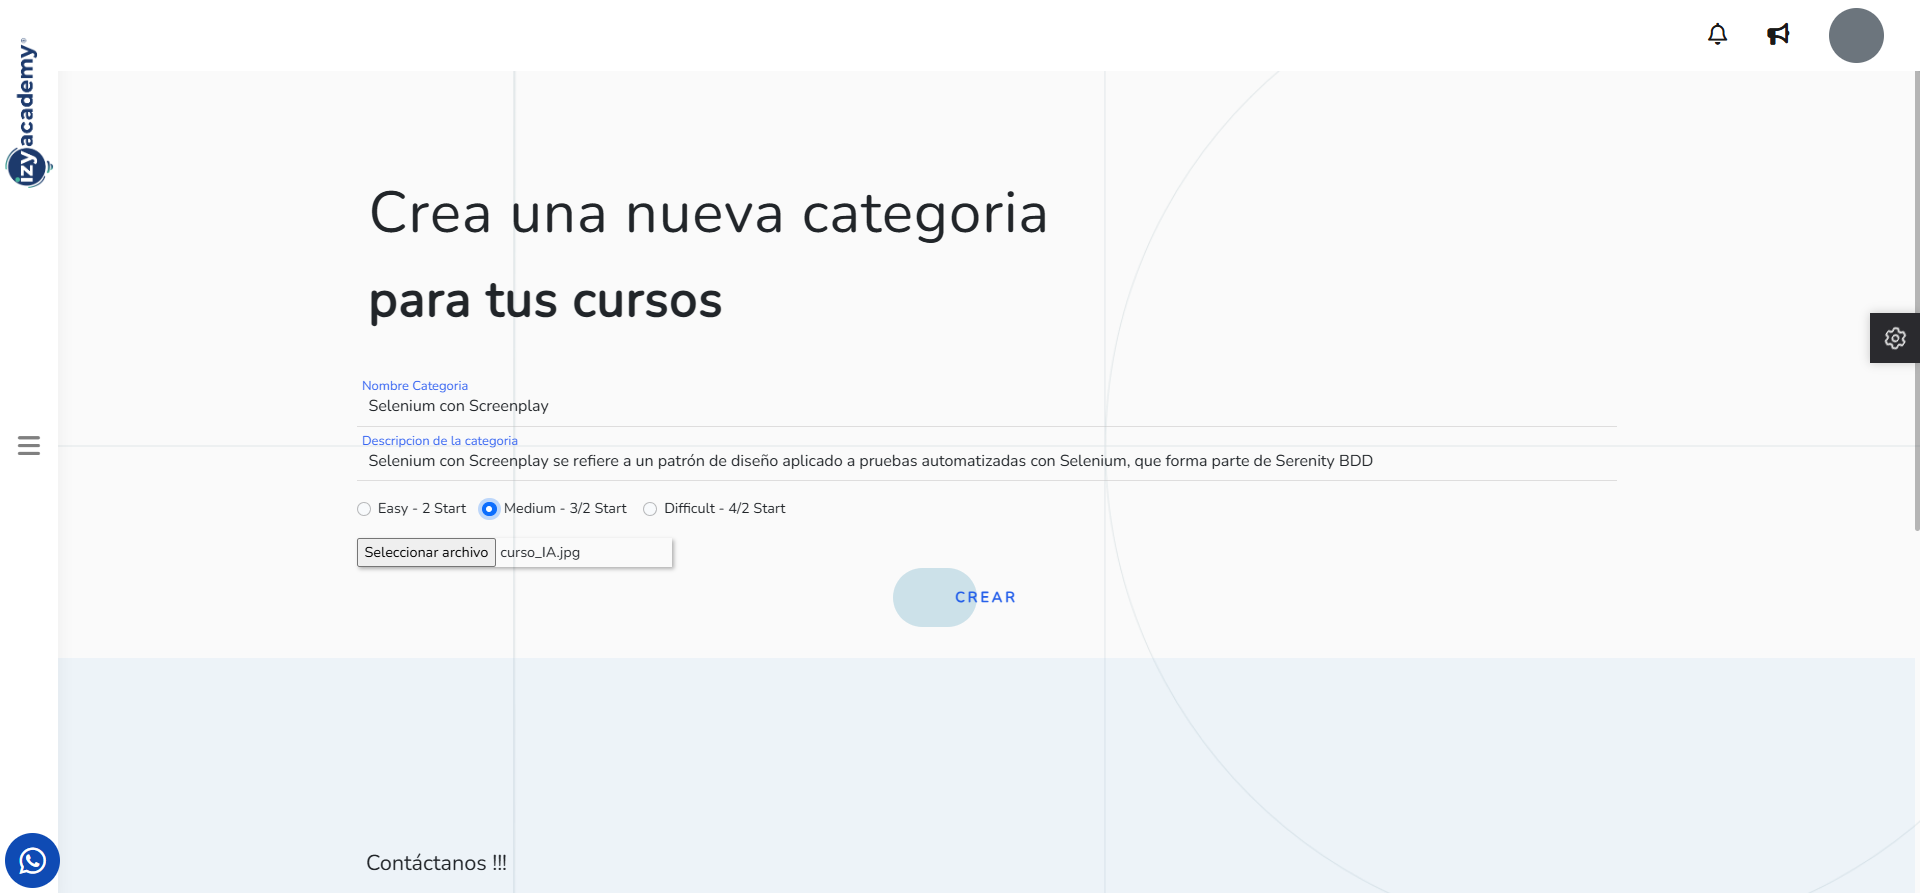 izyacademy®
Crea una nueva categoria
para tus cursos
Nombre Categoria
Selenium con Screenplay
Descripcion de la categoria
Selenium con Screenplay se refiere a un patrón de diseño aplicado a pruebas automatizadas con Selenium, que forma parte de Serenity BDD
Easy - 2 Start Medium - 3/2 Start Difficult - 4/2 Start
Seleccionar archivo curso_IA.jpg
CREAR
Contáctanos !!!